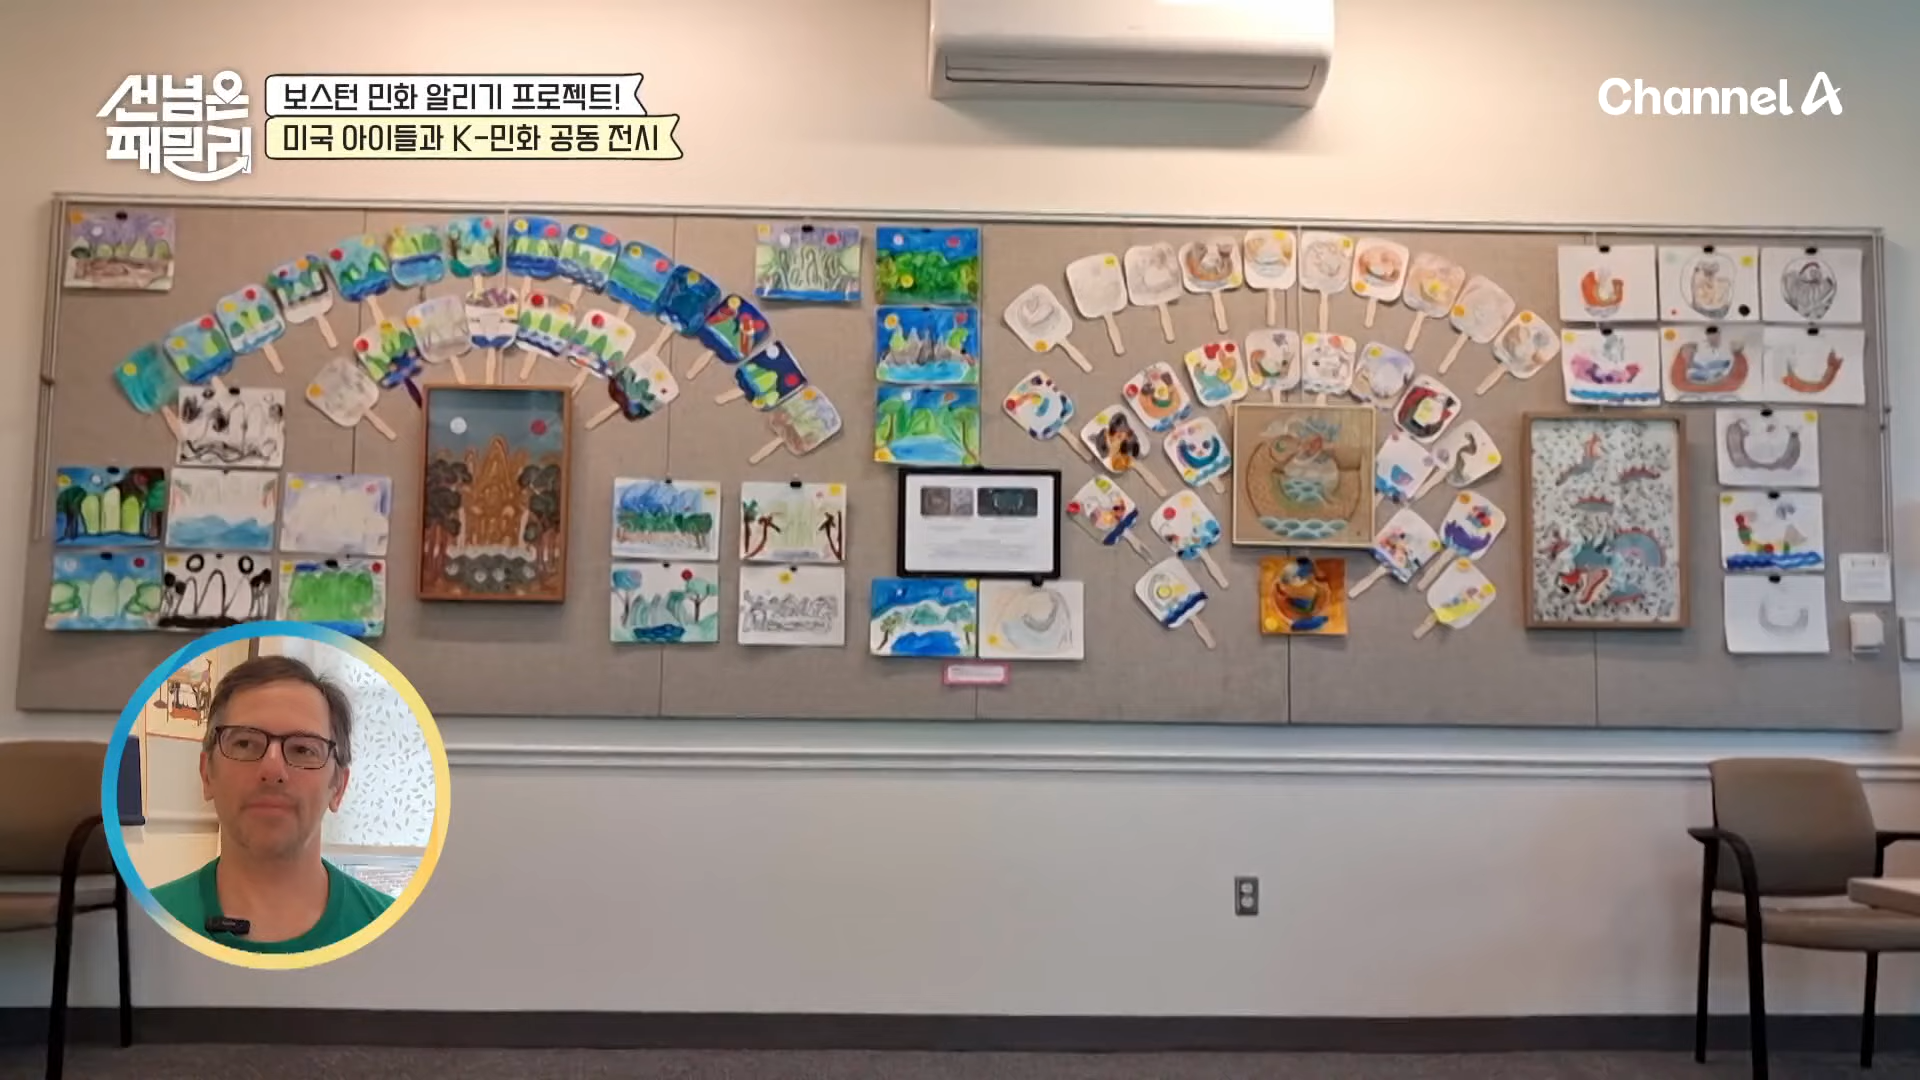 선넘은
패밀리
보스턴 민화 알리기 프로젝트!
미국 아이들과 K-민화 공동 전시
Channel A